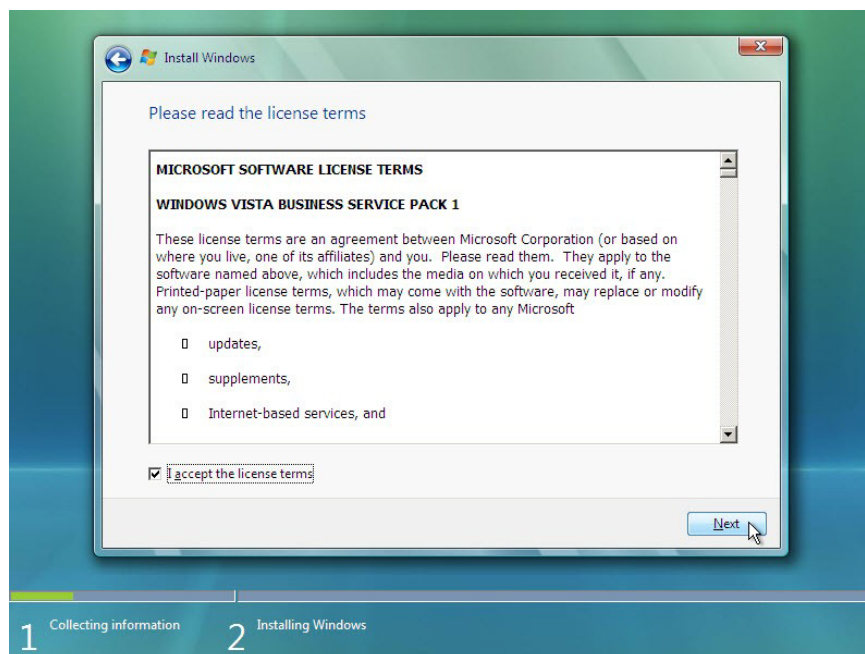 Install Windows
Please read the license terms
MICROSOFT SOFTWARE LICENSE TERMS
WINDOWS VISTA BUSINESS SERVICE PACK 1
These license terms are an agreement between Microsoft Corporation (or based on
where you live, one of its affiliates) and you.  Please read them.  They apply to the
software named above, which includes the media on which you received it, if any.
Printed-paper license terms, which may come with the software, may replace or modify
any on-screen license terms. The terms also apply to any Microsoft
updates,
supplements,
Internet-based services, and
I accept the license terms
Next
1 Collecting information
2 Installing Windows